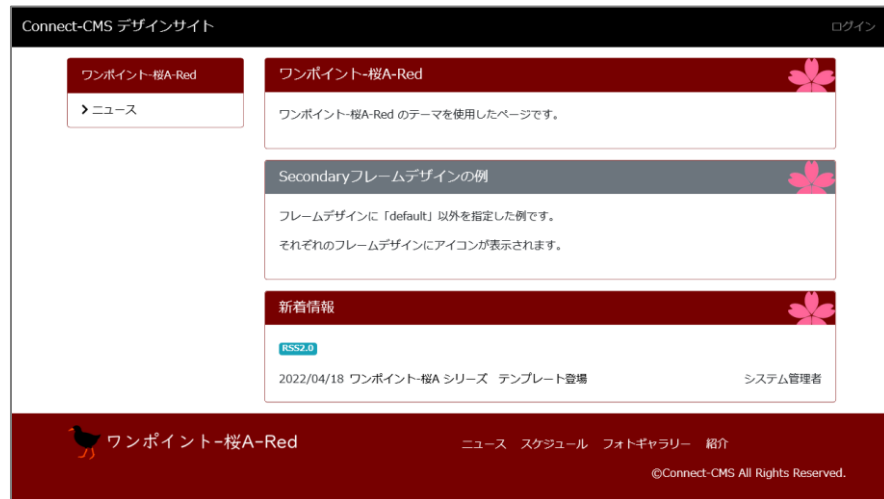 Connect-CMS デザインサイト
ログイン
ワンポイント-桜A-Red
ニュース
ワンポイント-桜A-Red
ワンポイント-桜A-Red のテーマを使用したページです。
Secondaryフレームデザインの例
フレームデザインに「default」以外を指定した例です。
それぞれのフレームデザインにアイコンが表示されます。
新着情報
RSS2.0
2022/04/18 ワンポイント-桜A シリーズ テンプレート登場 システム管理者
ワンポイント-桜A-Red
ニュース スケジュール フォトギャラリー 紹介
©Connect-CMS All Rights Reserved.